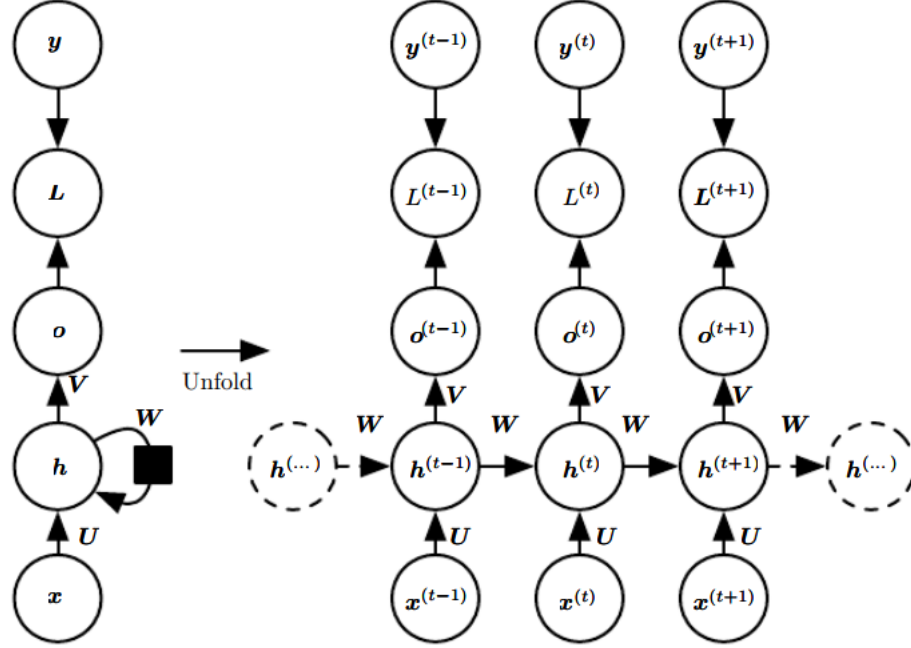 y y^(t−1) y^(t) y^(t+1)
L L^(t−1) L^(t) L^(t+1)
o o^(t−1) o^(t) o^(t+1)
Unfold
V V V V
W W W W W
h h^(...) h^(t−1) h^(t) h^(t+1) h^(...)
U U U U
x x^(t−1) x^(t) x^(t+1)